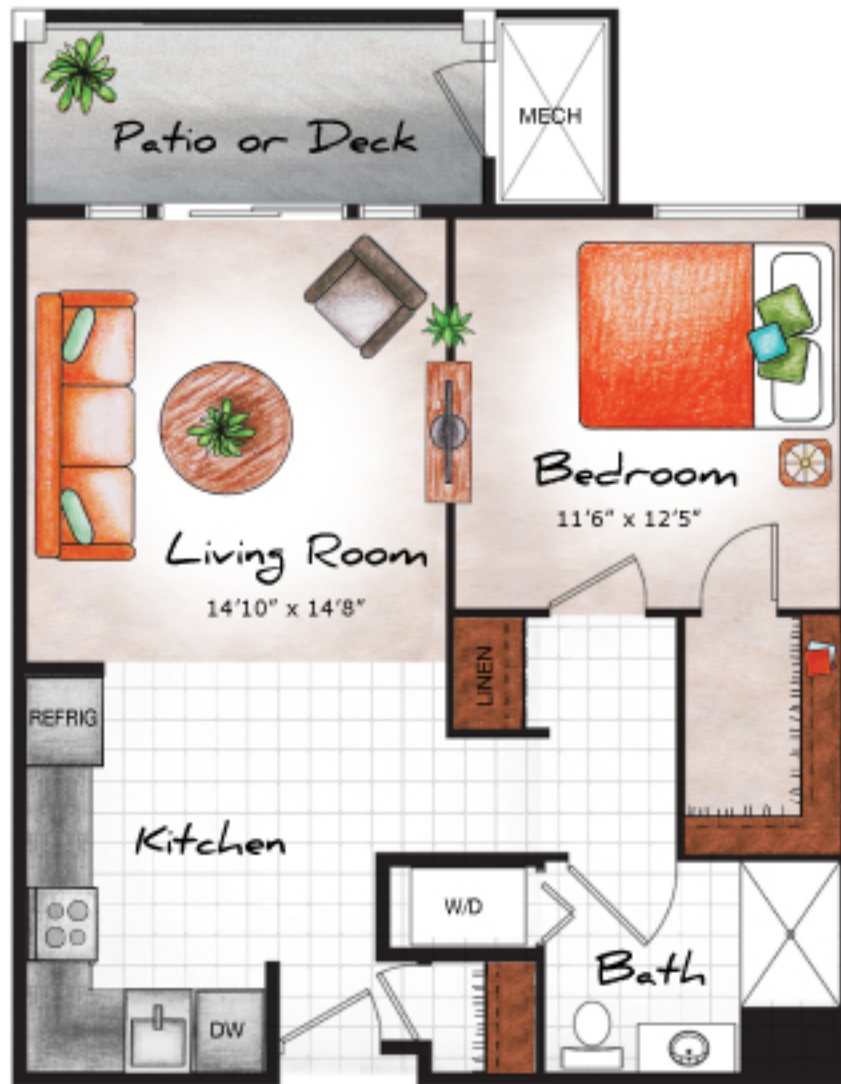 MECH
Patio or Deck
Bedroom
11'6" x 12'5"
Living Room
14'10" x 14'8"
LINEN
REFRIG
Kitchen
W/D
Bath
DW